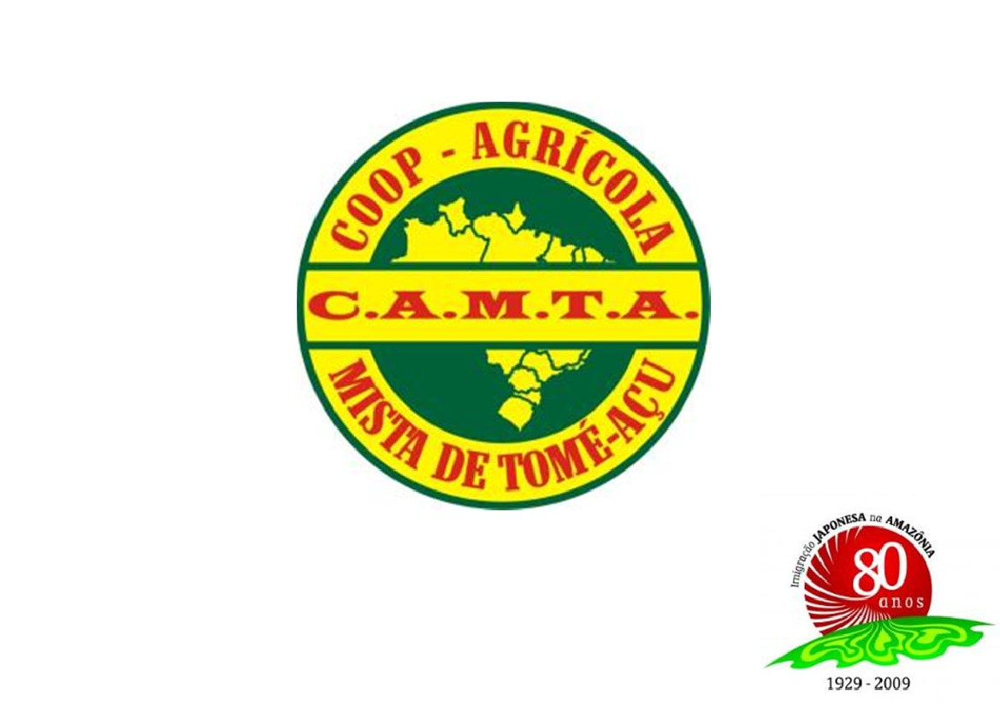 COOP - AGRÍCOLA
C.A.M.T.A.
MISTA DE TOMÉ-AÇU
Imigração JAPONESA na AMAZÔNIA
80
anos
1929 - 2009